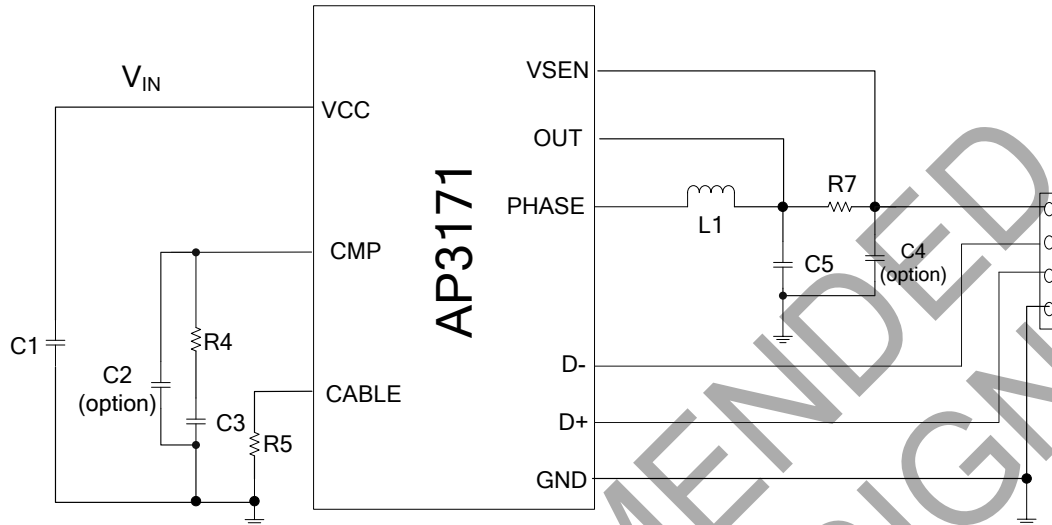 V_IN
VCC
CMP
CABLE
AP3171
VSEN
OUT
PHASE
D-
D+
GND
C1
C2
(option)
R4
C3
R5
L1
R7
C5
C4
(option)